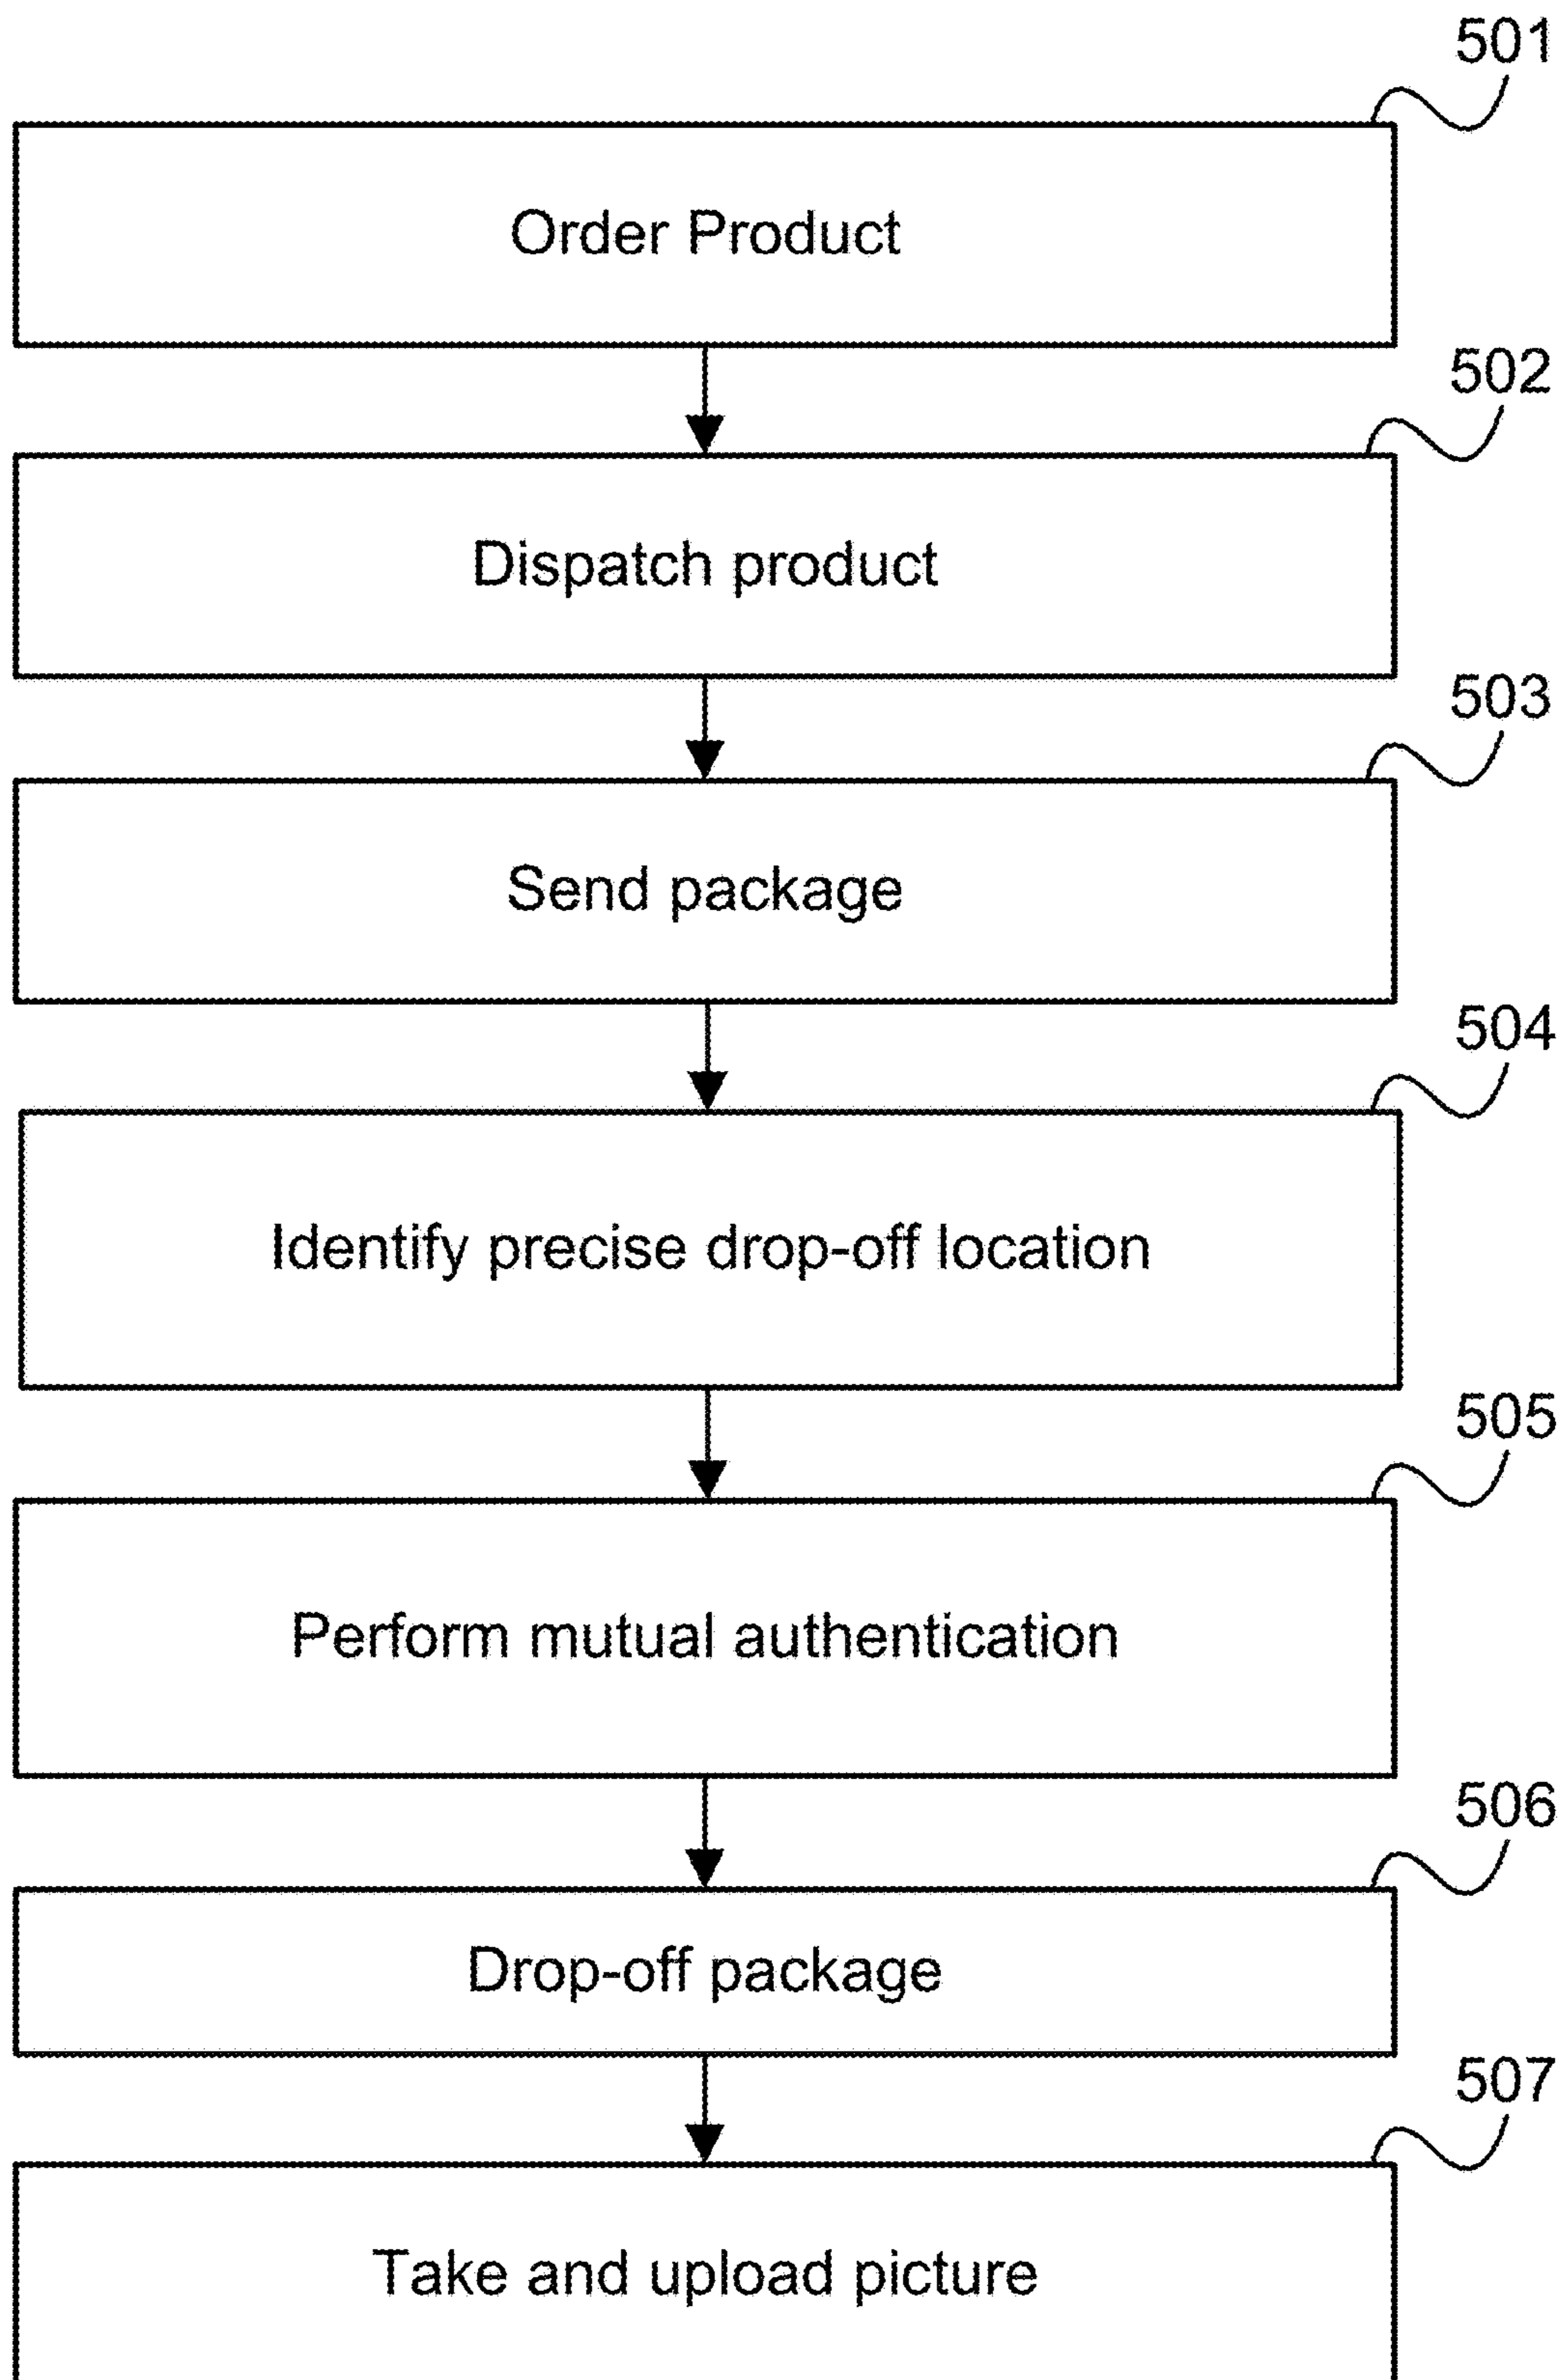 501
Order Product
502
Dispatch product
503
Send package
504
Identify precise drop-off location
505
Perform mutual authentication
506
Drop-off package
507
Take and upload picture